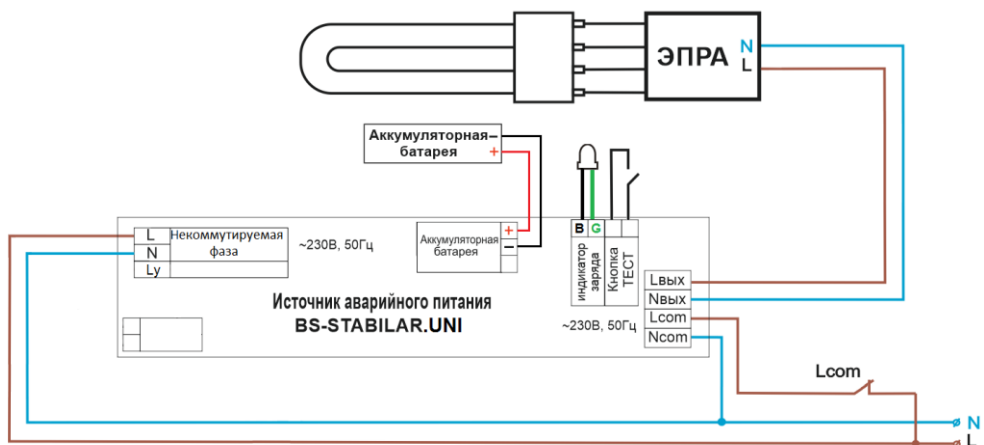 ЭПРА
N
L
Аккумуляторная –
батарея +
B G
индикатор
заряда
Кнопка
ТЕСТ
L Некоммутируемая
N фаза
Ly
~230В, 50Гц
Аккумуляторная +
батарея –
Источник аварийного питания
BS-STABILAR.UNI
~230В, 50Гц
Lвых
Nвых
Lcom
Ncom
Lcom
N
L